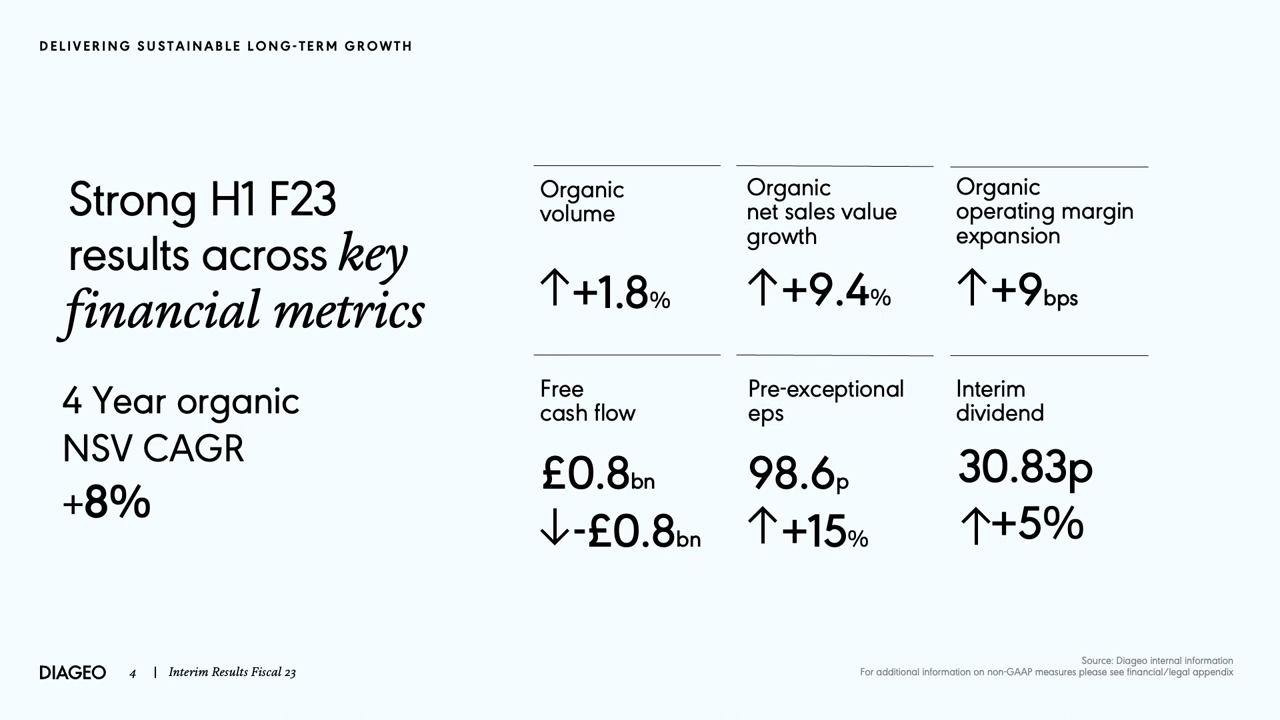 DELIVERING SUSTAINABLE LONG-TERM GROWTH
Strong H1 F23
results across key
financial metrics
4 Year organic
NSV CAGR
+8%
Organic
volume
↑+1.8%
Organic
net sales value
growth
↑+9.4%
Organic
operating margin
expansion
↑+9bps
Free
cash flow
£0.8bn
↓-£0.8bn
Pre-exceptional
eps
98.6p
↑+15%
Interim
dividend
30.83p
↑+5%
DIAGEO 4 | Interim Results Fiscal 23
Source: Diageo internal information
For additional information on non-GAAP measures please see financial/legal appendix